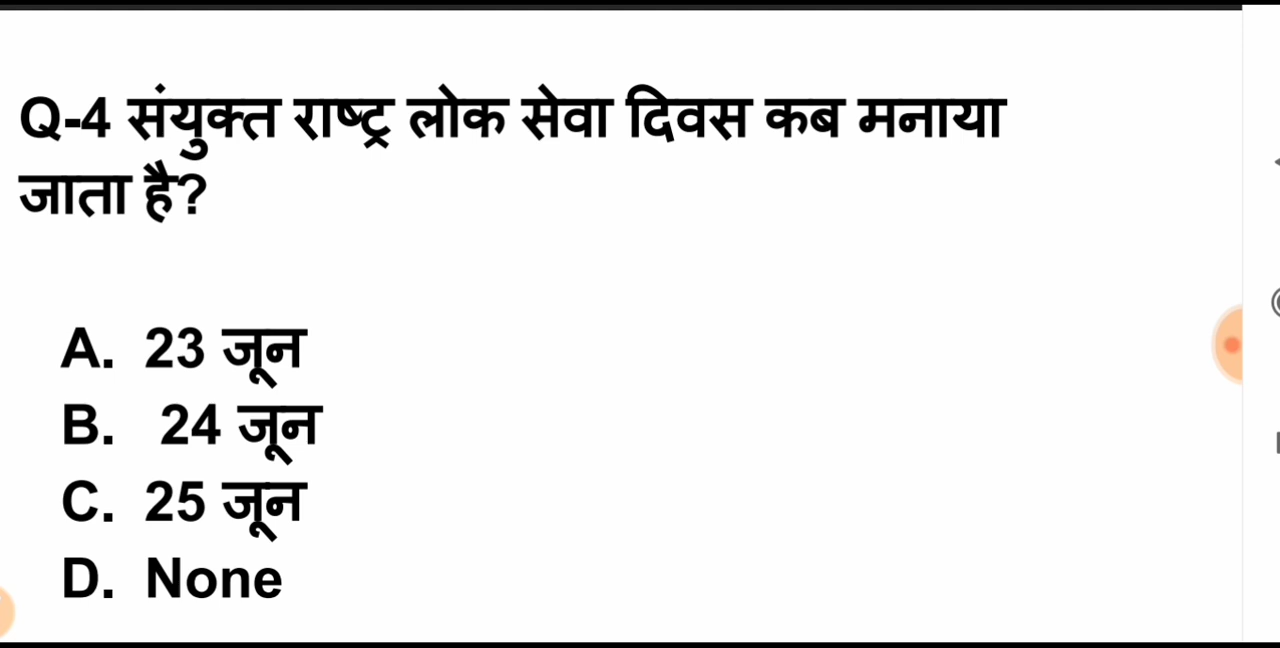 Q-4 संयुक्त राष्ट्र लोक सेवा दिवस कब मनाया
जाता है?
A. 23 जून
B. 24 जून
C. 25 जून
D. None